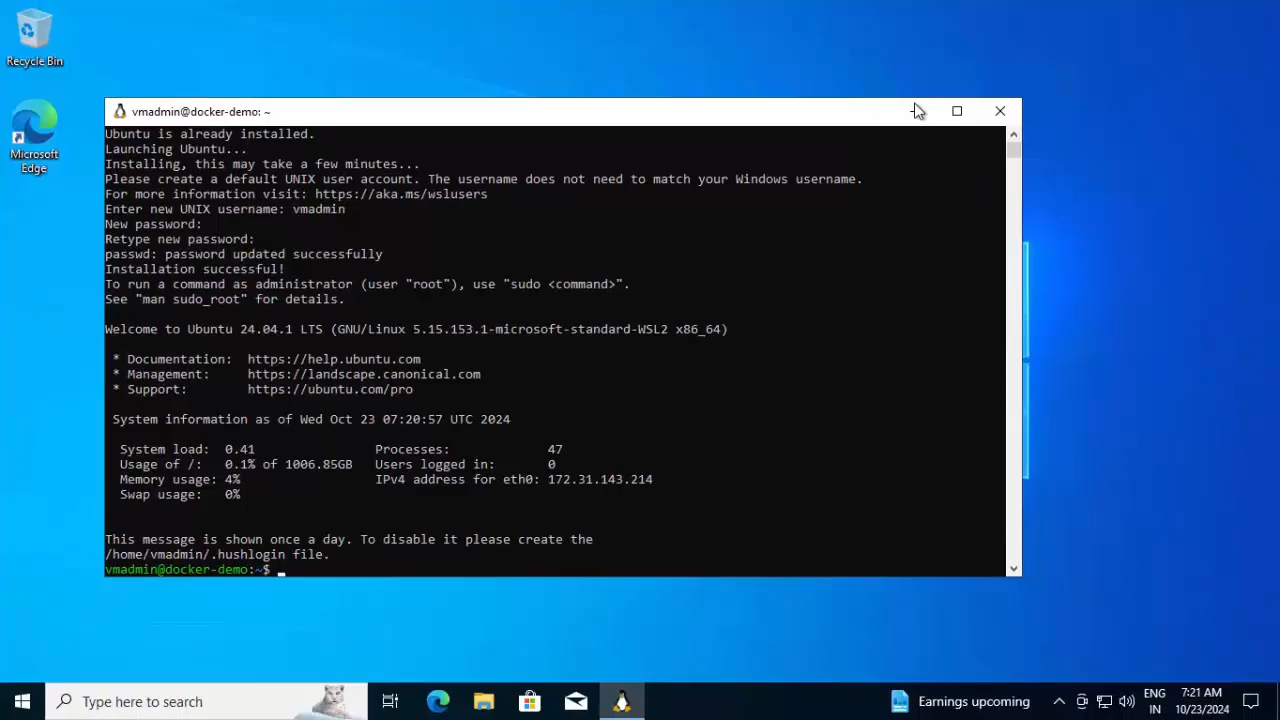 Recycle Bin
Microsoft
Edge
vmadmin@docker-demo: ~
Ubuntu is already installed.
Launching Ubuntu...
Installing, this may take a few minutes...
Please create a default UNIX user account. The username does not need to match your Windows username.
For more information visit: https://aka.ms/wslusers
Enter new UNIX username: vmadmin
New password:
Retype new password:
passwd: password updated successfully
Installation successful!
To run a command as administrator (user "root"), use "sudo <command>".
See "man sudo_root" for details.
Welcome to Ubuntu 24.04.1 LTS (GNU/Linux 5.15.153.1-microsoft-standard-WSL2 x86_64)
* Documentation: https://help.ubuntu.com
* Management: https://landscape.canonical.com
* Support: https://ubuntu.com/pro
System information as of Wed Oct 23 07:20:57 UTC 2024
System load: 0.41 Processes: 47
Usage of /: 0.1% of 1006.85GB Users logged in: 0
Memory usage: 4% IPv4 address for eth0: 172.31.143.214
Swap usage: 0%
This message is shown once a day. To disable it please create the
/home/vmadmin/.hushlogin file.
vmadmin@docker-demo:~$
Type here to search
Earnings upcoming
ENG
IN
7:21 AM
10/23/2024